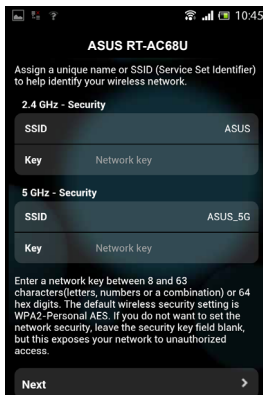 10:45
ASUS RT-AC68U
Assign a unique name or SSID (Service Set Identifier)
to help identify your wireless network.
2.4 GHz - Security
SSID ASUS
Key Network key
5 GHz - Security
SSID ASUS_5G
Key Network key
Enter a network key between 8 and 63
characters(letters, numbers or a combination) or 64
hex digits. The default wireless security setting is
WPA2-Personal AES. If you do not want to set the
network security, leave the security key field blank,
but this exposes your network to unauthorized
access.
Next